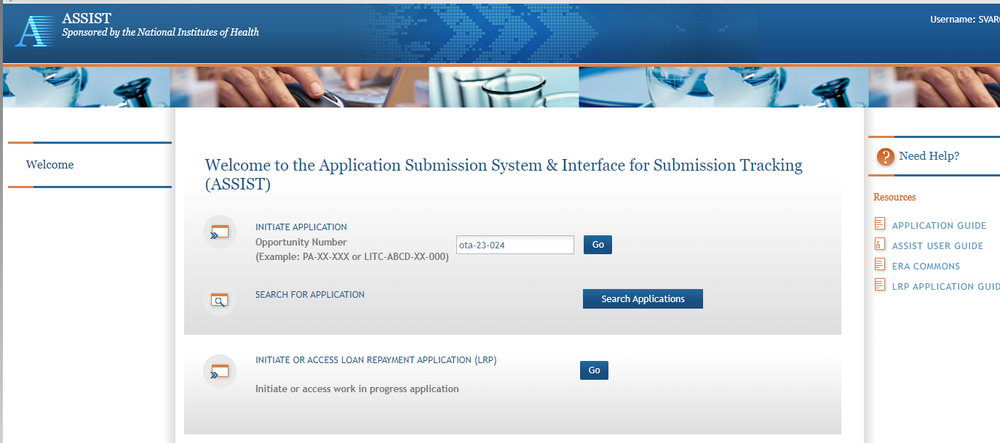 ASSIST
Sponsored by the National Institutes of Health
Username: SVAR
Welcome
Welcome to the Application Submission System & Interface for Submission Tracking
(ASSIST)
INITIATE APPLICATION
Opportunity Number
(Example: PA-XX-XXX or LITC-ABCD-XX-000)
ota-23-024
Go
SEARCH FOR APPLICATION
Search Applications
INITIATE OR ACCESS LOAN REPAYMENT APPLICATION (LRP)
Go
Initiate or access work in progress application
Need Help?
Resources
APPLICATION GUIDE
ASSIST USER GUIDE
ERA COMMONS
LRP APPLICATION GUID